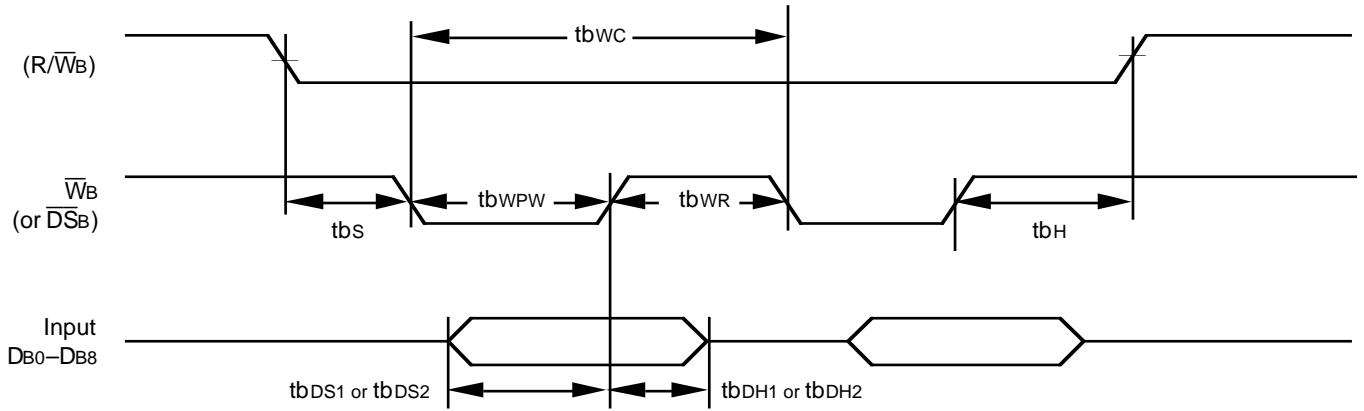 tbWC
(R/W̅B)
W̅B
(or D̅S̅B)
tbWPW
tbWR
tbS
tbH
Input
DB0–DB8
tbDS1 or tbDS2
tbDH1 or tbDH2